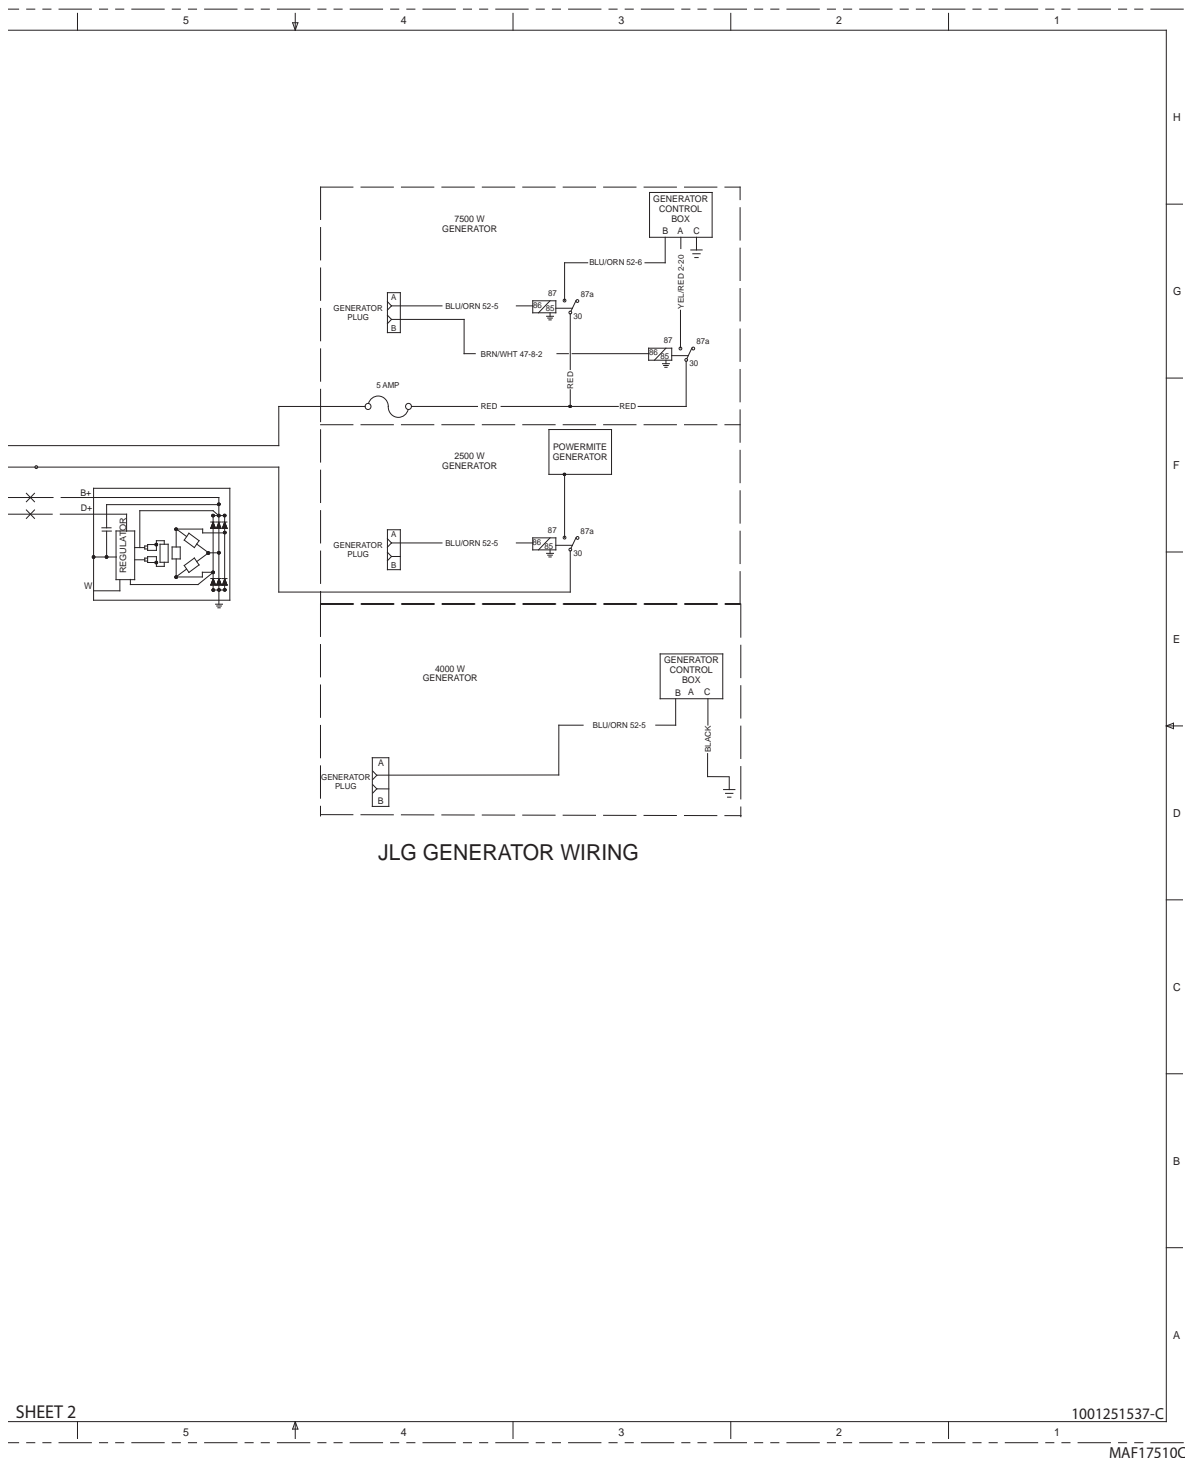 5 4 3 2 1
H
7500 W
GENERATOR
GENERATOR
CONTROL
BOX
B A C
BLU/ORN 52-6
YEL/RED 2-20
G
GENERATOR
PLUG
A
B
BLU/ORN 52-5
87
87a
86
85
30
BRN/WHT 47-8-2
87
87a
86
85
30
RED
5 AMP
RED
RED
F
2500 W
GENERATOR
POWERMITE
GENERATOR
B+
D+
REGULATOR
W
GENERATOR
PLUG
A
B
BLU/ORN 52-5
87
87a
86
85
30
E
4000 W
GENERATOR
GENERATOR
CONTROL
BOX
B A C
BLU/ORN 52-5
BLACK
GENERATOR
PLUG
A
B
D
JLG GENERATOR WIRING
C
B
A
SHEET 2
1001251537-C
5 4 3 2 1
MAF17510C